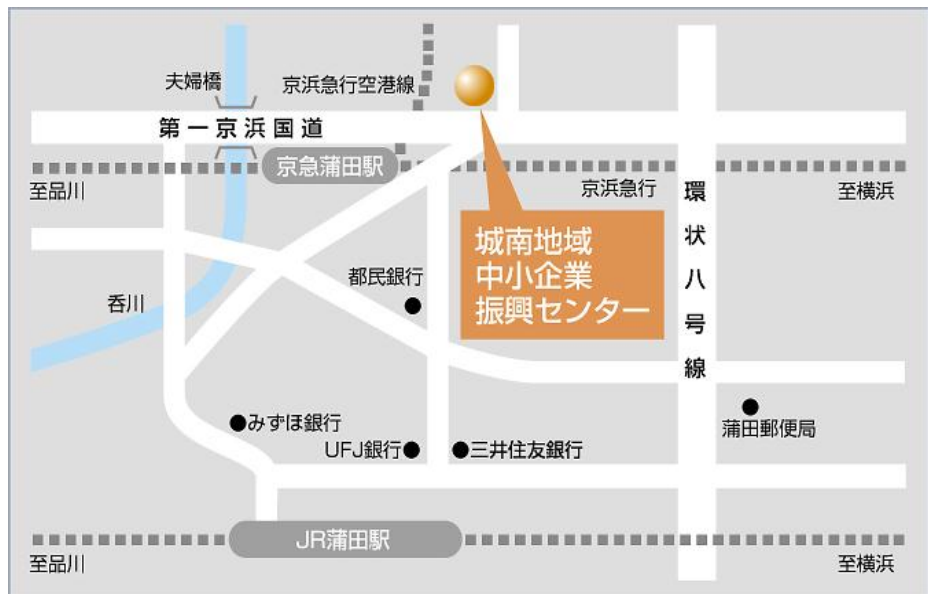 夫婦橋
京浜急行空港線
第一京浜国道
京急蒲田駅
至品川
京浜急行
至横浜
環状八号線
城南地域
中小企業
振興センター
都民銀行
呑川
みずほ銀行
蒲田郵便局
UFJ銀行
三井住友銀行
JR蒲田駅
至品川
至横浜